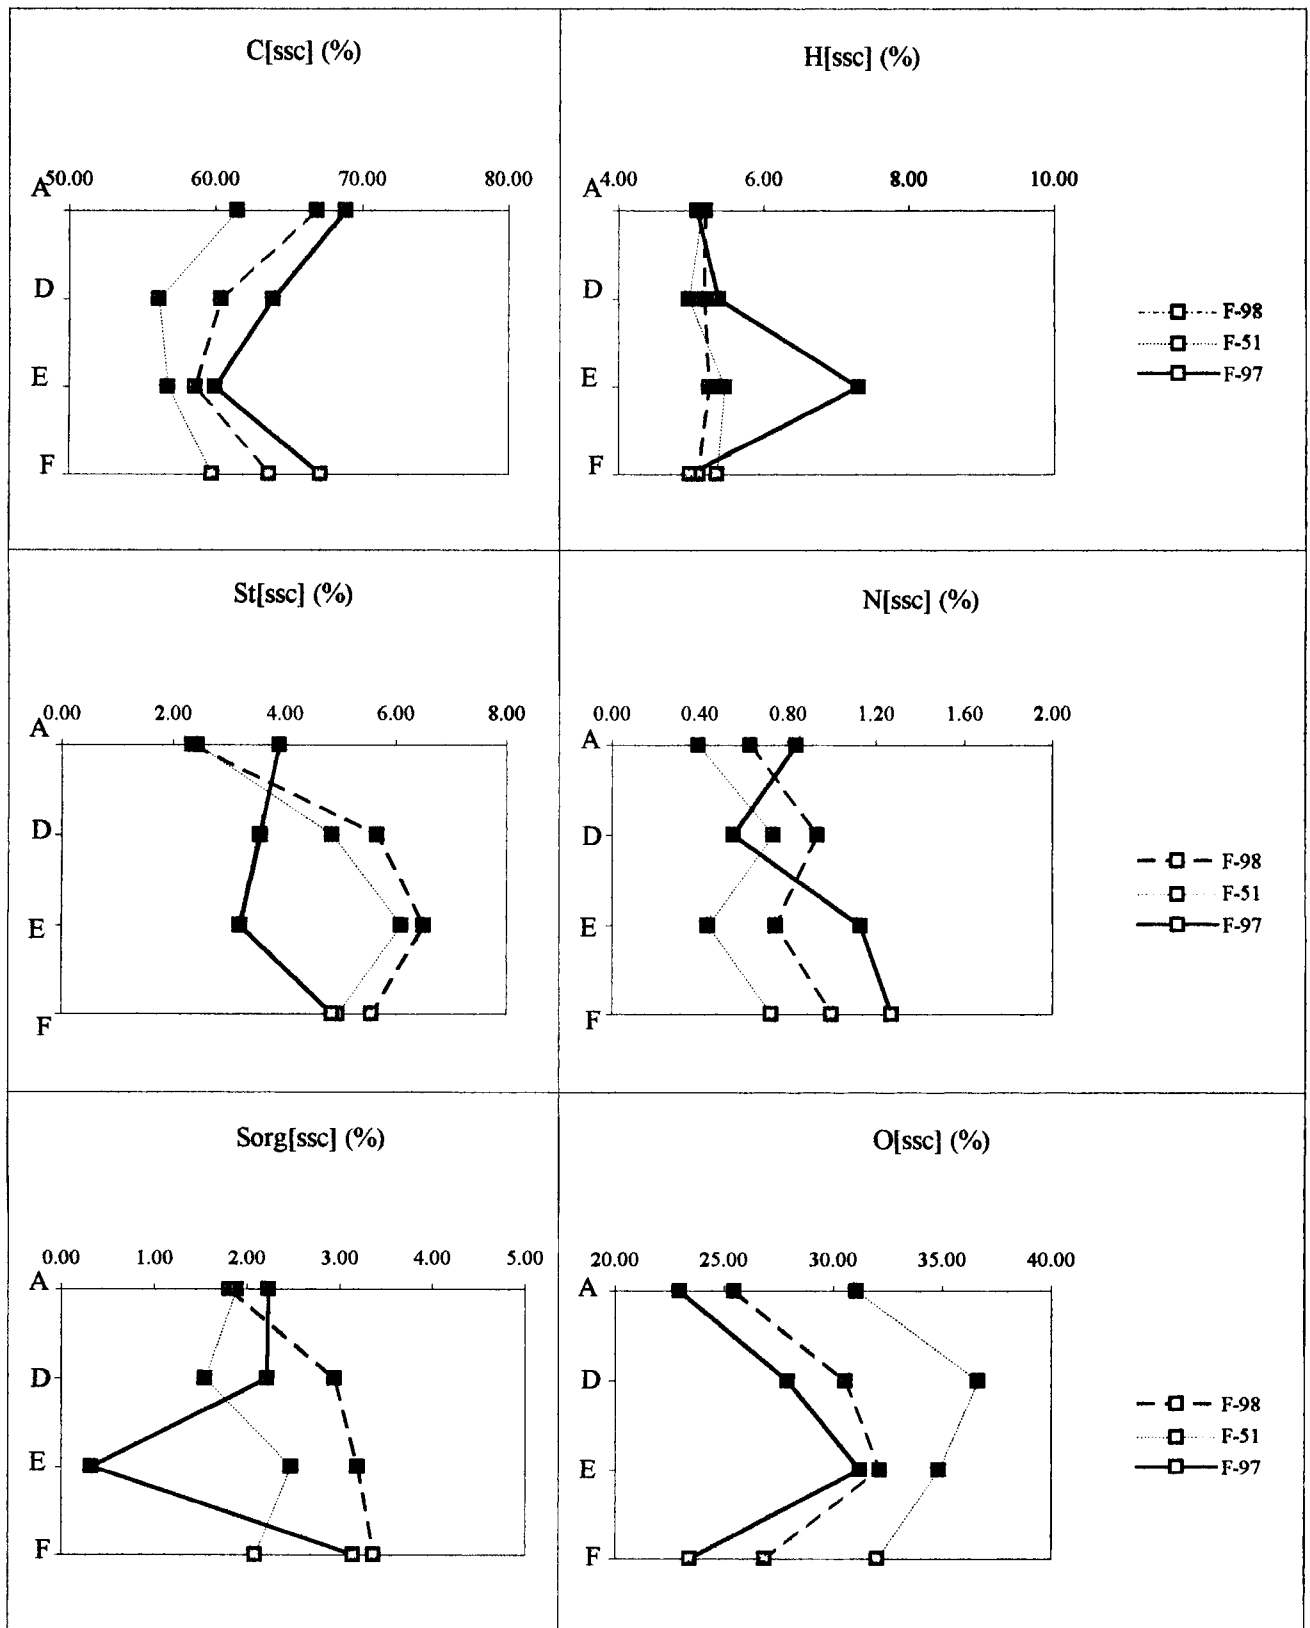 C[ssc] (%)
H[ssc] (%)
50.00 60.00 70.00 80.00
A
D
E
F
4.00 6.00 8.00 10.00
A
D
E
F
F-98
F-51
F-97
St[ssc] (%)
N[ssc] (%)
0.00 2.00 4.00 6.00 8.00
A
D
E
F
0.00 0.40 0.80 1.20 1.60 2.00
A
D
E
F
F-98
F-51
F-97
Sorg[ssc] (%)
O[ssc] (%)
0.00 1.00 2.00 3.00 4.00 5.00
A
D
E
F
20.00 25.00 30.00 35.00 40.00
A
D
E
F
F-98
F-51
F-97